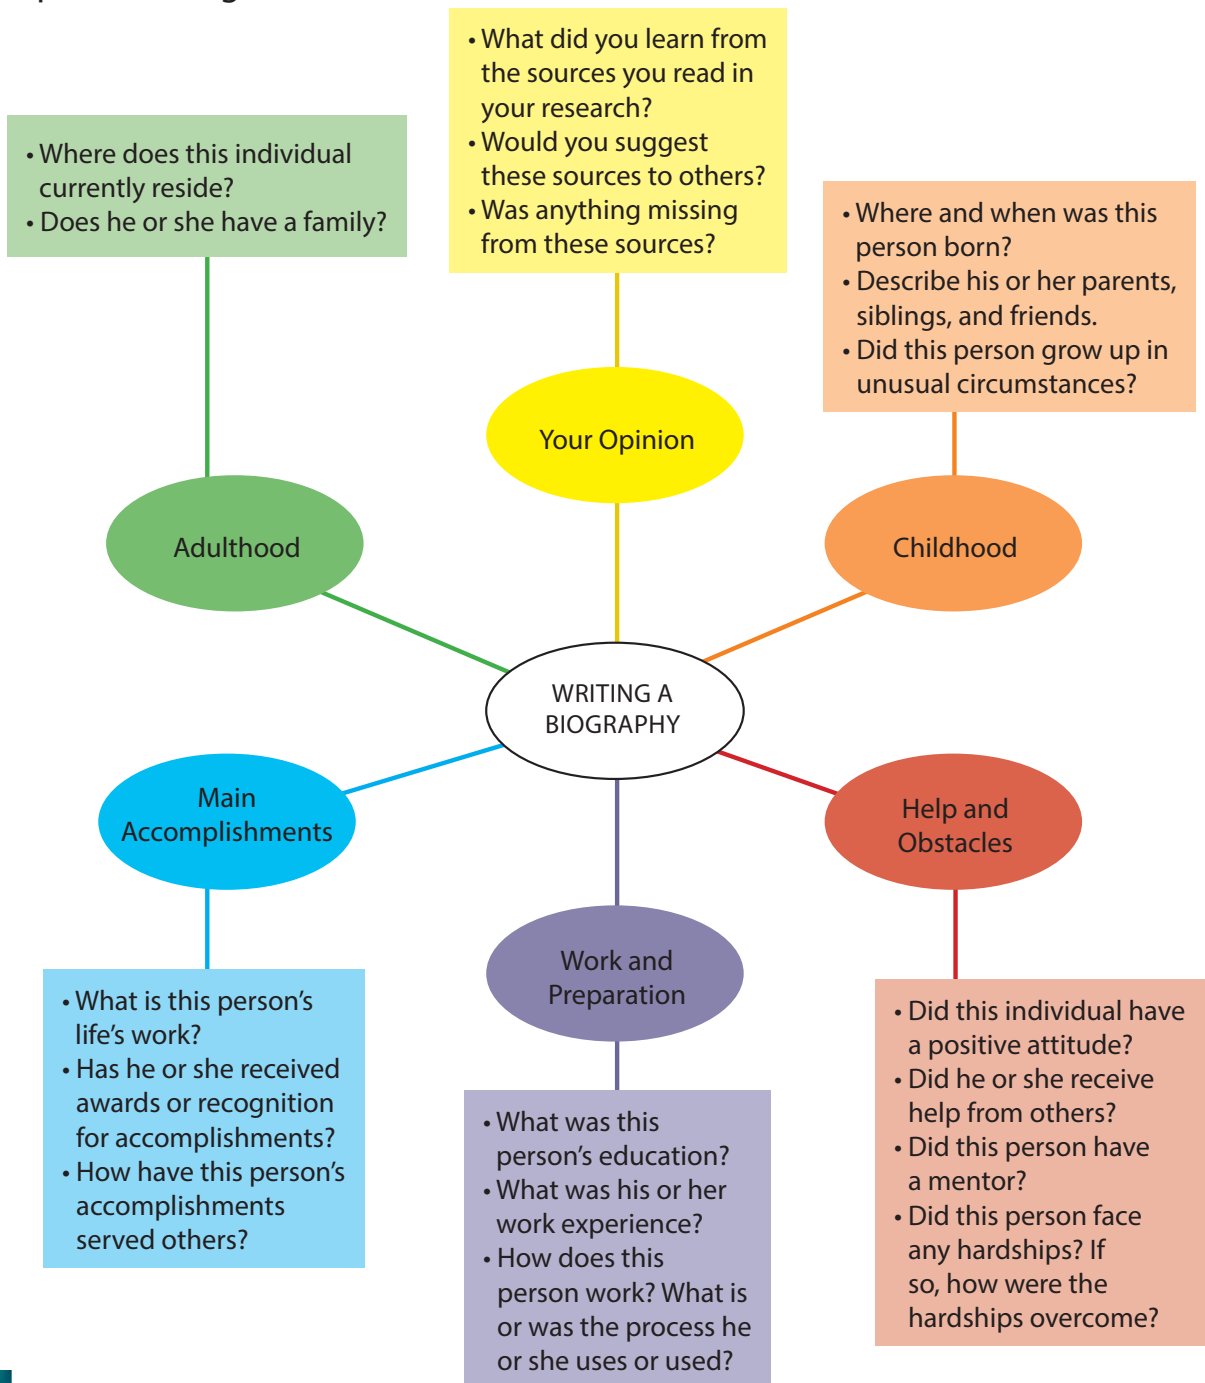 • What did you learn from
the sources you read in
your research?
• Would you suggest
these sources to others?
• Was anything missing
from these sources?
• Where does this individual
currently reside?
• Does he or she have a family?
• Where and when was this
person born?
• Describe his or her parents,
siblings, and friends.
• Did this person grow up in
unusual circumstances?
Your Opinion
Adulthood
Childhood
WRITING A
BIOGRAPHY
Main
Accomplishments
Help and
Obstacles
Work and
Preparation
• What is this person's
life's work?
• Has he or she received
awards or recognition
for accomplishments?
• How have this person's
accomplishments
served others?
• What was this
person's education?
• What was his or her
work experience?
• How does this
person work? What is
or was the process he
or she uses or used?
• Did this individual have
a positive attitude?
• Did he or she receive
help from others?
• Did this person have
a mentor?
• Did this person face
any hardships? If
so, how were the
hardships overcome?